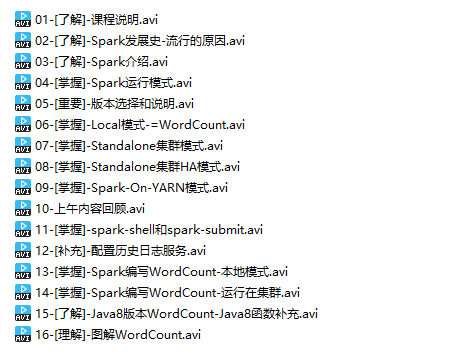 01-[了解]-课程说明.avi
02-[了解]-Spark发展史-流行的原因.avi
03-[了解]-Spark介绍.avi
04-[掌握]-Spark运行模式.avi
05-[重要]-版本选择和说明.avi
06-[掌握]-Local模式-=WordCount.avi
07-[掌握]-Standalone集群模式.avi
08-[掌握]-Standalone集群HA模式.avi
09-[掌握]-Spark-On-YARN模式.avi
10-上午内容回顾.avi
11-[掌握]-spark-shell和spark-submit.avi
12-[补充]-配置历史日志服务.avi
13-[掌握]-Spark编写WordCount-本地模式.avi
14-[掌握]-Spark编写WordCount-运行在集群.avi
15-[了解]-Java8版本WordCount-Java8函数补充.avi
16-[理解]-图解WordCount.avi